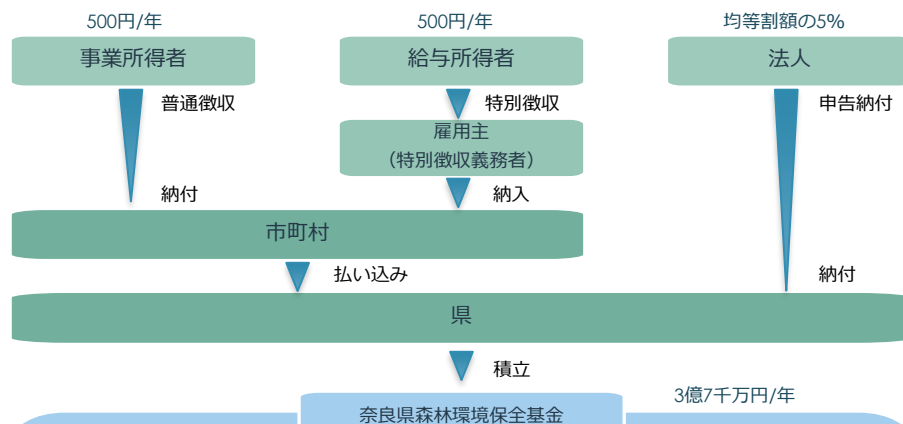 500円/年
500円/年
均等割額の5%
事業所得者
給与所得者
法人
普通徴収
特別徴収
申告納付
雇用主
（特別徴収義務者）
納付
納入
市町村
払い込み
納付
県
積立
3億7千万円/年
奈良県森林環境保全基金